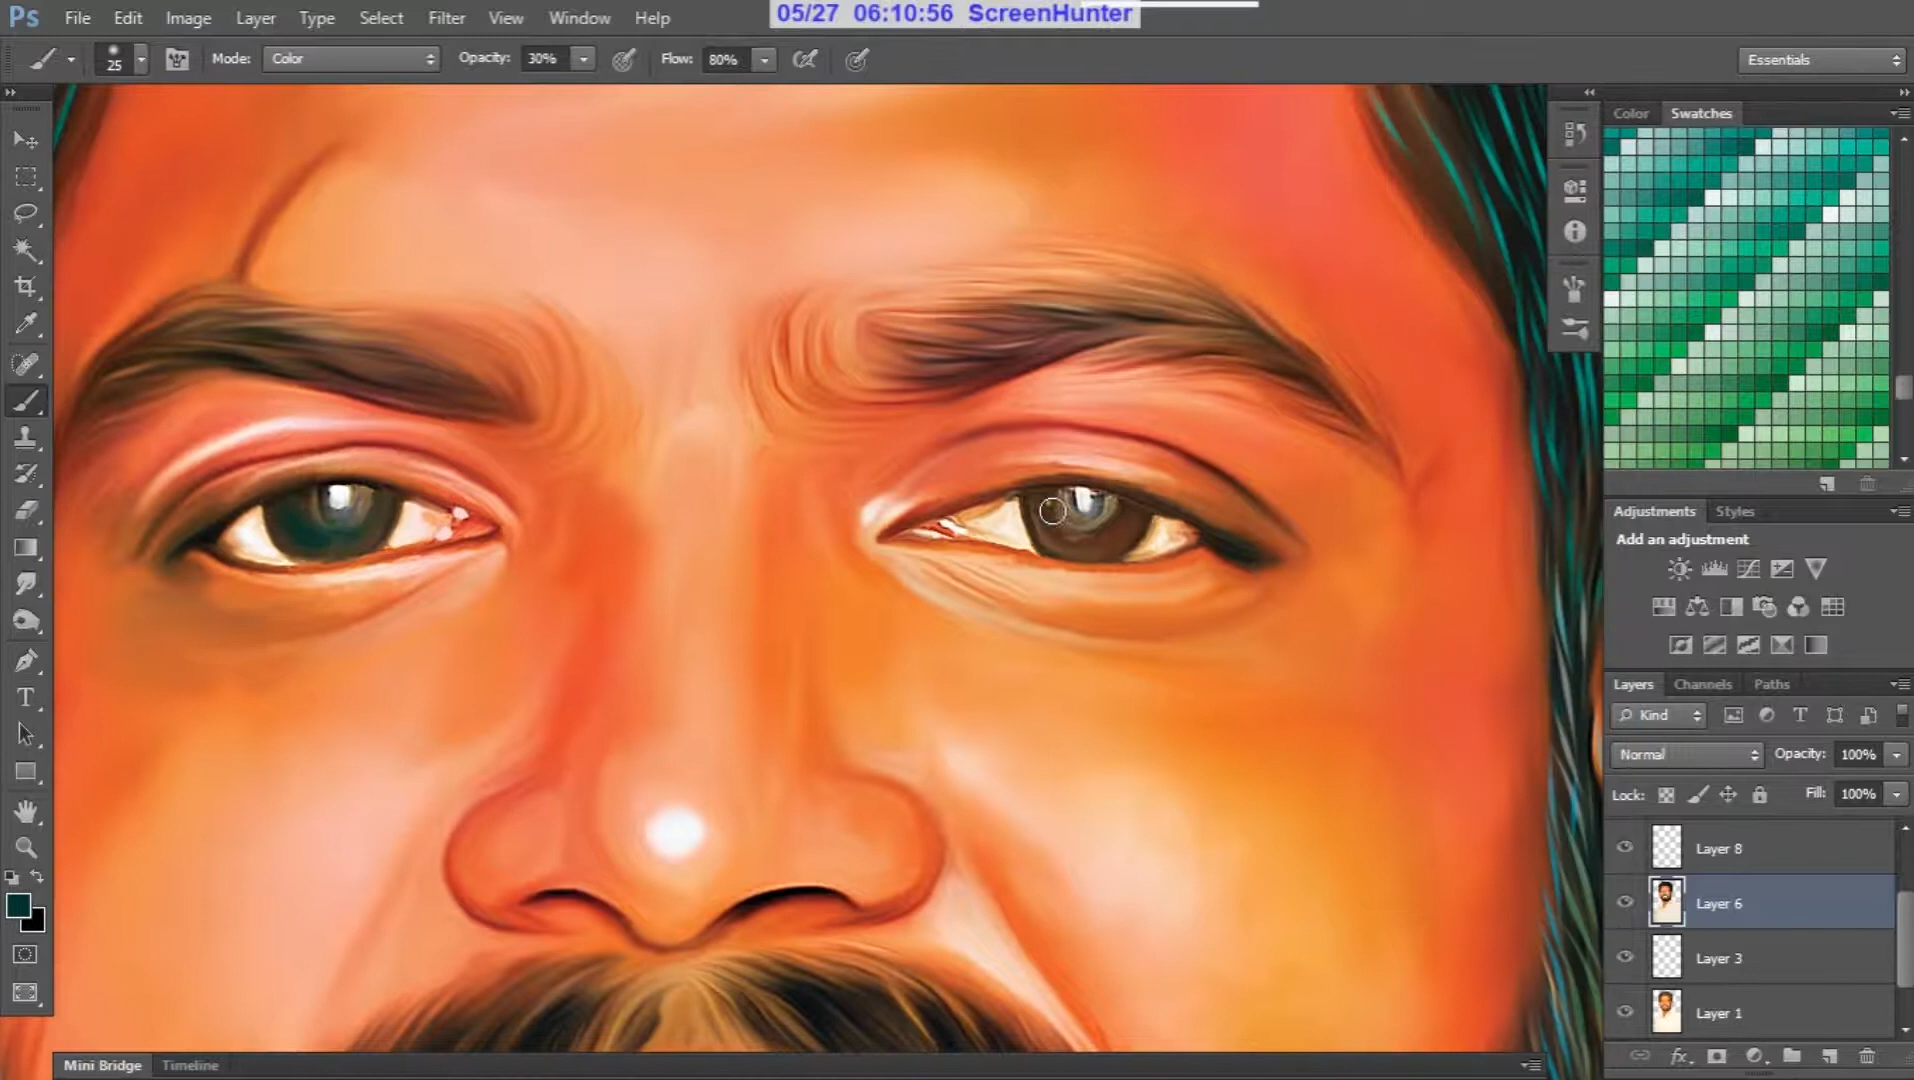 Ps File Edit Image Layer Type Select Filter View Window Help
05/27 06:10:56 ScreenHunter
25 Mode: Color Opacity: 30% Flow: 80% Essentials
Color Swatches
Adjustments Styles
Add an adjustment
Layers Channels Paths
Kind T
Normal Opacity: 100%
Lock: Fill: 100%
Layer 8
Layer 6
Layer 3
Layer 1
fx
Mini Bridge Timeline